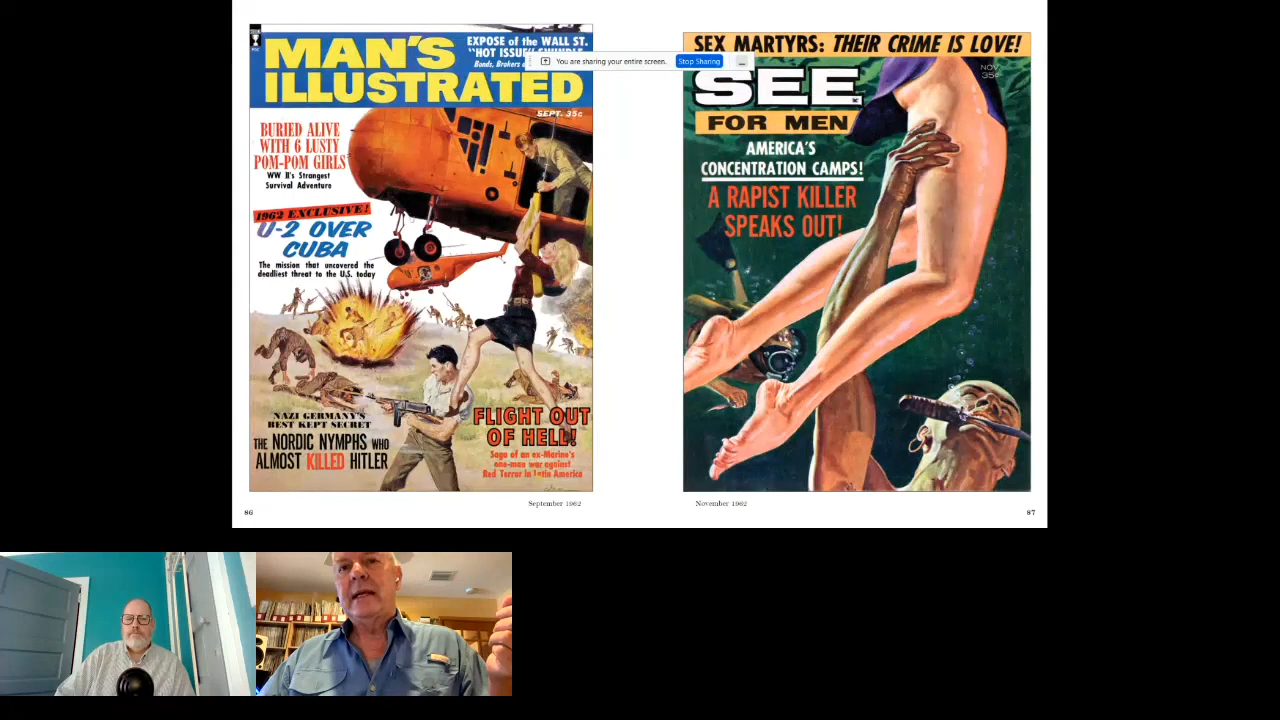 MAN'S
ILLUSTRATED
EXPOSE of the WALL ST.
"HOT ISSUE" SWINDLE
Bonds, Brokers
SEPT. 35c
BURIED ALIVE
WITH 6 LUSTY
POM-POM GIRLS
WW II's Strangest
Survival Adventure
1962 EXCLUSIVE!
U-2 OVER
CUBA
The mission that uncovered the
deadliest threat to the U.S. today
NAZI GERMANY'S
BEST KEPT SECRET
THE NORDIC NYMPHS WHO
ALMOST KILLED HITLER
FLIGHT OUT
OF HELL!
Saga of an ex-Marine's
one-man war against
Red Terror in Latin America
September 1962
86
You are sharing your entire screen.
Stop Sharing
SEX MARTYRS: THEIR CRIME IS LOVE!
SEE
NOV.
35c
FOR MEN
AMERICA'S
CONCENTRATION CAMPS!
A RAPIST KILLER
SPEAKS OUT!
November 1962
87